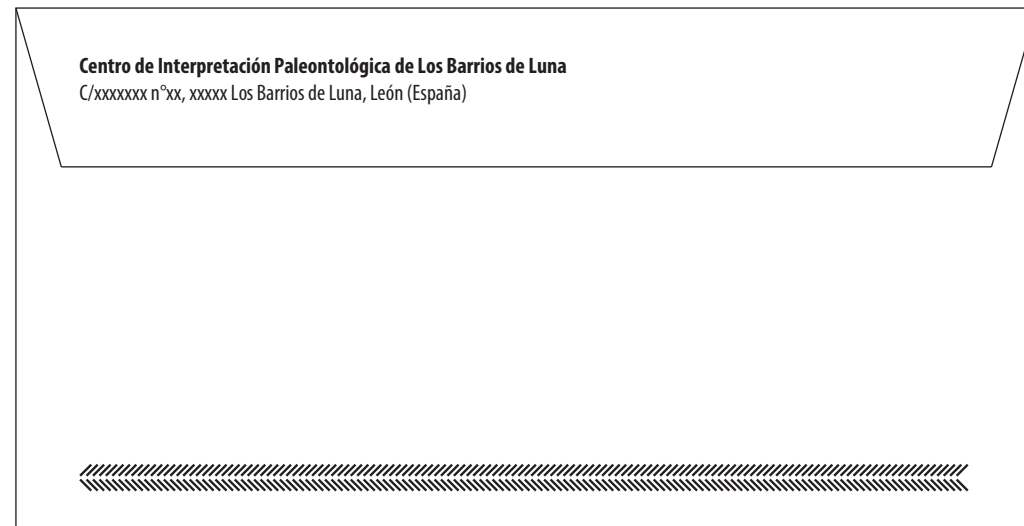 Centro de Interpretación Paleontológica de Los Barrios de Luna
C/xxxxxxx n°xx, xxxxx Los Barrios de Luna, León (España)